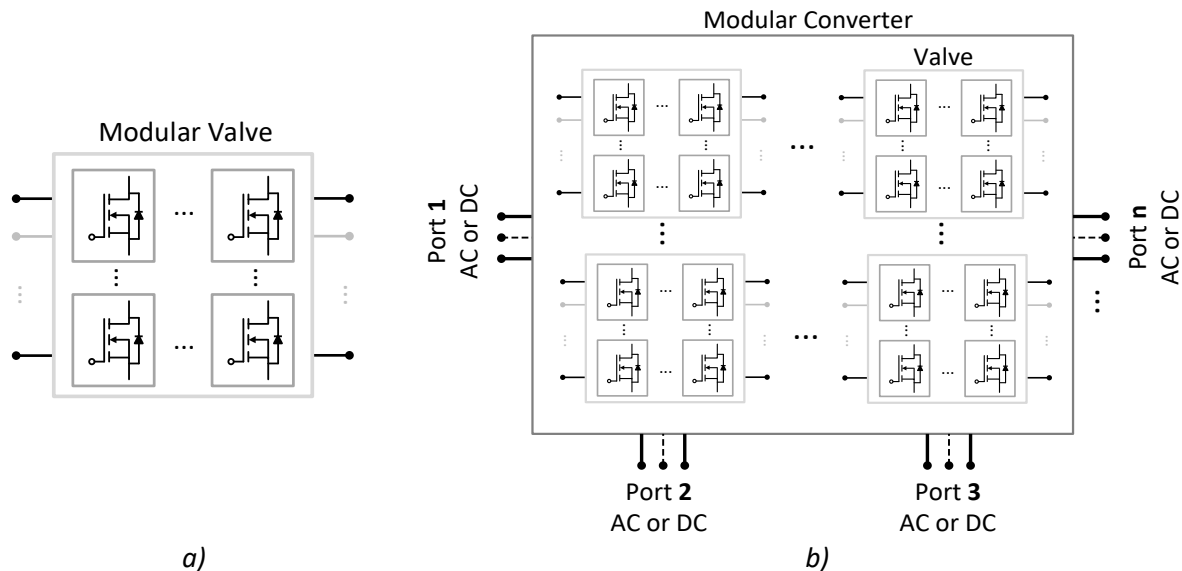 Modular Valve
a)
Modular Converter
Valve
Port 1
AC or DC
Port 2
AC or DC
Port 3
AC or DC
Port n
AC or DC
b)